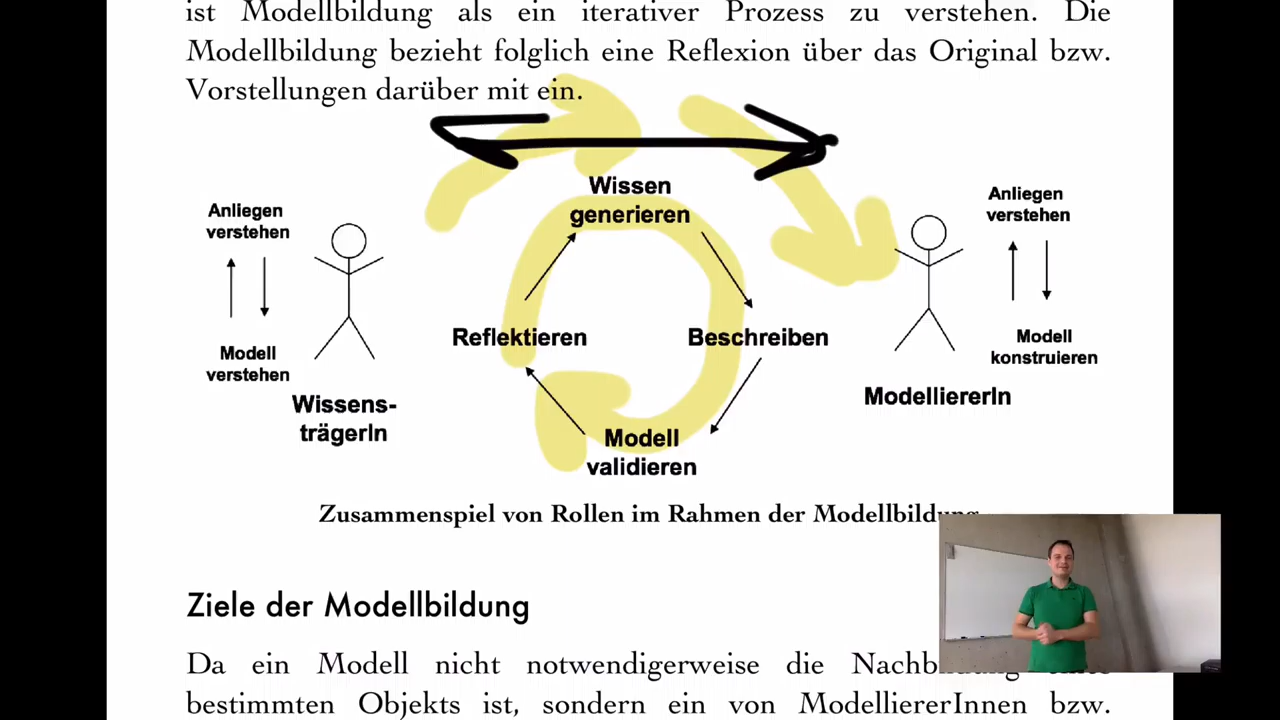 ist Modellbildung als ein iterativer Prozess zu verstehen. Die
Modellbildung bezieht folglich eine Reflexion über das Original bzw.
Vorstellungen darüber mit ein.
Anliegen
verstehen
Modell
verstehen
Wissens-
trägerIn
Wissen
generieren
Reflektieren
Beschreiben
Modell
validieren
Anliegen
verstehen
Modell
konstruieren
ModelliererIn
Zusammenspiel von Rollen im Rahmen der Modellbildung
Ziele der Modellbildung
Da ein Modell nicht notwendigerweise die
bestimmten Objekts ist, sondern ein von ModelliererInnen bzw.